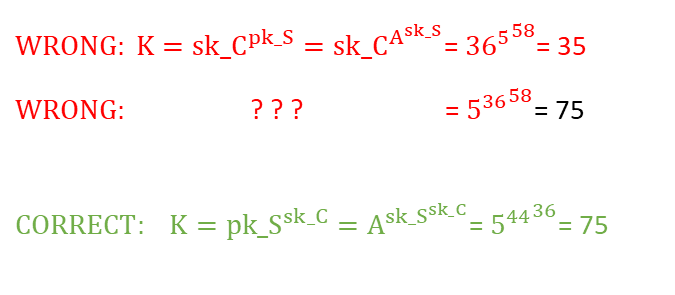 WRONG: K = sk_C^pk_S = sk_C^A^sk_S = 36^5^58 = 35
WRONG: ? ? ? = 5^36^58 = 75
CORRECT: K = pk_S^sk_C = A^sk_S^sk_C = 5^44^36 = 75